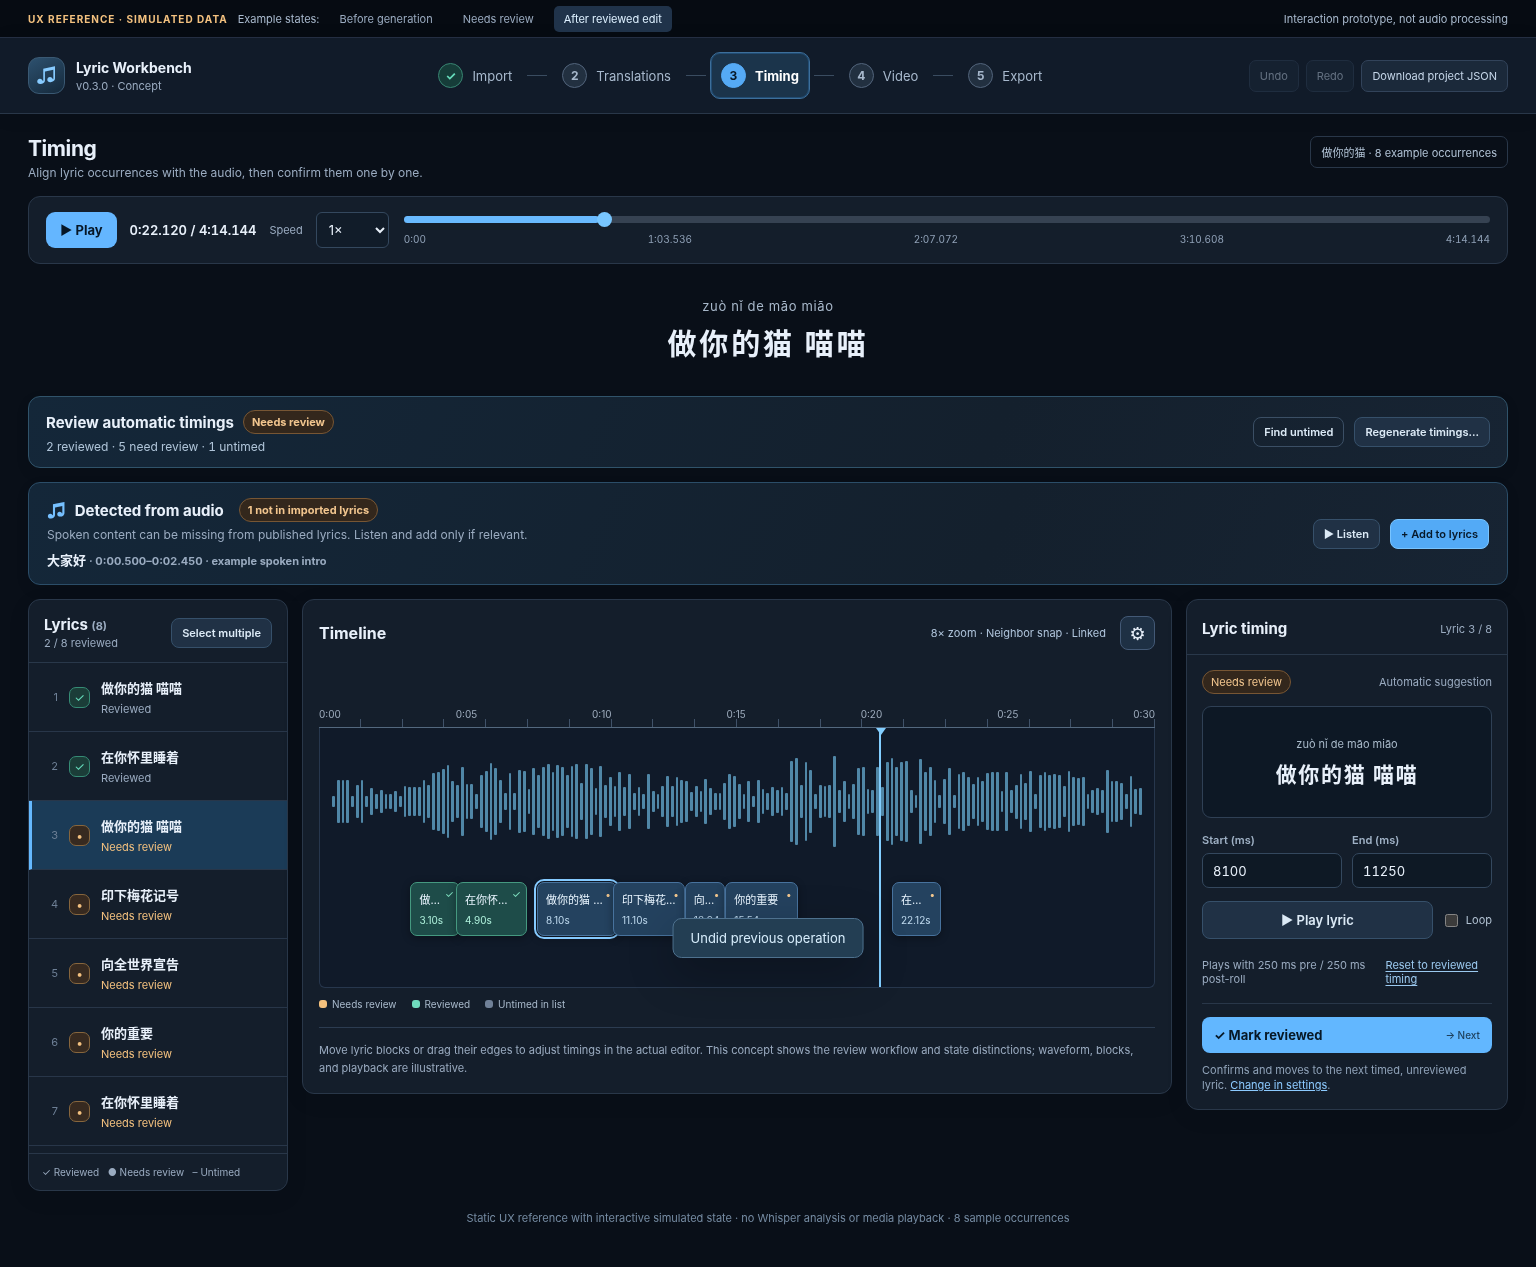 UX REFERENCE · SIMULATED DATA Example states: Before generation Needs review After reviewed edit Interaction prototype, not audio processing
Lyric Workbench
v0.3.0 · Concept
✓ Import 2 Translations 3 Timing 4 Video 5 Export
Undo Redo Download project JSON
Timing
Align lyric occurrences with the audio, then confirm them one by one.
做你的猫 · 8 example occurrences
▶ Play 0:22.120 / 4:14.144 Speed 1×
0:00 1:03.536 2:07.072 3:10.608 4:14.144
zuò nǐ de māo miāo
做你的猫 喵喵
Review automatic timings Needs review
2 reviewed · 5 need review · 1 untimed
Find untimed Regenerate timings...
Detected from audio 1 not in imported lyrics
Spoken content can be missing from published lyrics. Listen and add only if relevant.
大家好 · 0:00.500–0:02.450 · example spoken intro
▶ Listen + Add to lyrics
Lyrics (8)
2 / 8 reviewed
Select multiple
1 ✓ 做你的猫 喵喵
Reviewed
2 ✓ 在你怀里睡着
Reviewed
3 做你的猫 喵喵
Needs review
4 印下梅花记号
Needs review
5 向全世界宣告
Needs review
6 你的重要
Needs review
7 在你怀里睡着
Needs review
✓ Reviewed ● Needs review – Untimed
Timeline
8× zoom · Neighbor snap · Linked
0:00 0:05 0:10 0:15 0:20 0:25 0:30
做... ✓ 在你怀... ✓ 做你的猫 ... 印下梅花... 向... 你的重要 在...
3.10s 4.90s 8.10s 11.10s 22.12s
Undid previous operation
Needs review Reviewed Untimed in list
Move lyric blocks or drag their edges to adjust timings in the actual editor. This concept shows the review workflow and state distinctions; waveform, blocks,
and playback are illustrative.
Lyric timing Lyric 3 / 8
Needs review Automatic suggestion
zuò nǐ de māo miāo
做你的猫 喵喵
Start (ms) End (ms)
8100 11250
▶ Play lyric Loop
Plays with 250 ms pre / 250 ms
post-roll
Reset to reviewed
timing
✓ Mark reviewed → Next
Confirms and moves to the next timed, unreviewed
lyric. Change in settings.
Static UX reference with interactive simulated state · no Whisper analysis or media playback · 8 sample occurrences